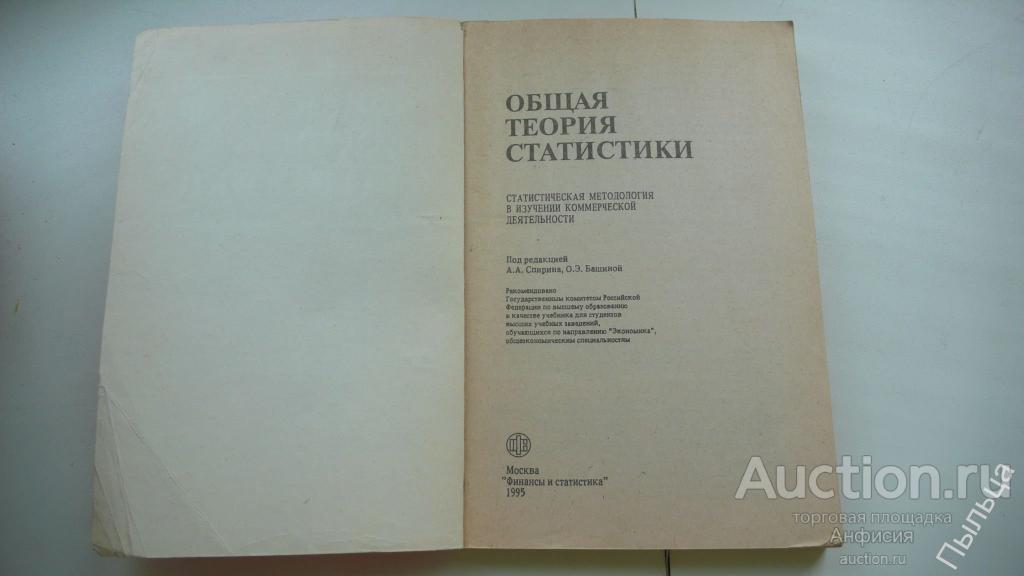 ОБЩАЯ
ТЕОРИЯ
СТАТИСТИКИ
СТАТИСТИЧЕСКАЯ МЕТОДОЛОГИЯ
В ИЗУЧЕНИИ КОММЕРЧЕСКОЙ
ДЕЯТЕЛЬНОСТИ
Под редакцией
А.А. Спирина, О.Э. Башиной
Рекомендовано
Государственным комитетом Российской
Федерации по высшему образованию
в качестве учебника для студентов
высших учебных заведений,
обучающихся по направлению "Экономика",
общеэкономическим специальностям
Москва
"Финансы и статистика"
1995
Auction.ru
торговая площадка
Анфисия
auction.ru
Пыльца